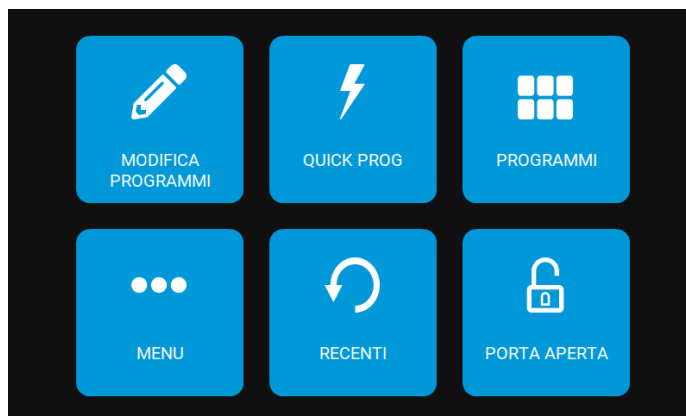 MODIFICA
PROGRAMMI
QUICK PROG
PROGRAMMI
MENU
RECENTI
PORTA APERTA